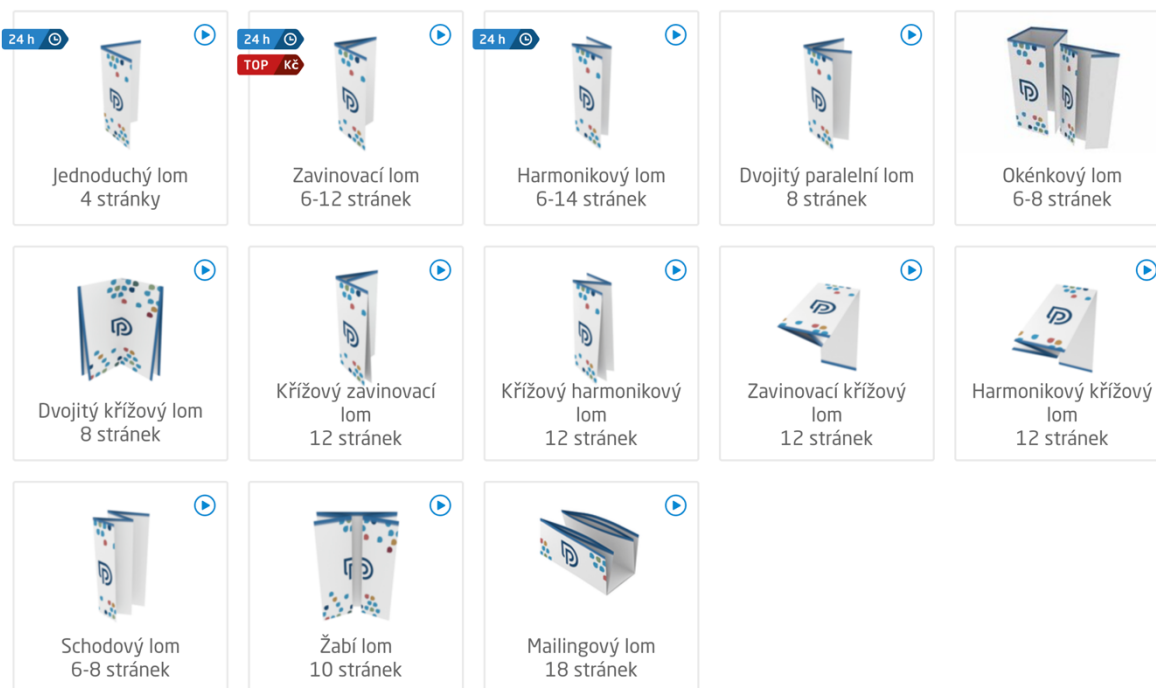 24 h
24 h
TOP Kč
24 h
Jednoduchý lom
4 stránky
Zavinovací lom
6-12 stránek
Harmonikový lom
6-14 stránek
Dvojitý paralelní lom
8 stránek
Okénkový lom
6-8 stránek
Dvojitý křížový lom
8 stránek
Křížový zavinovací
lom
12 stránek
Křížový harmonikový
lom
12 stránek
Zavinovací křížový
lom
12 stránek
Harmonikový křížový
lom
12 stránek
Schodový lom
6-8 stránek
Žabí lom
10 stránek
Mailingový lom
18 stránek